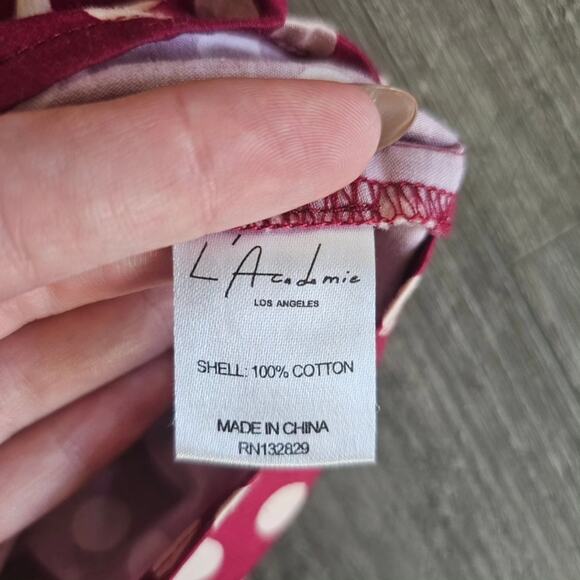 L'Academie
LOS ANGELES
SHELL: 100% COTTON
MADE IN CHINA
RN132829